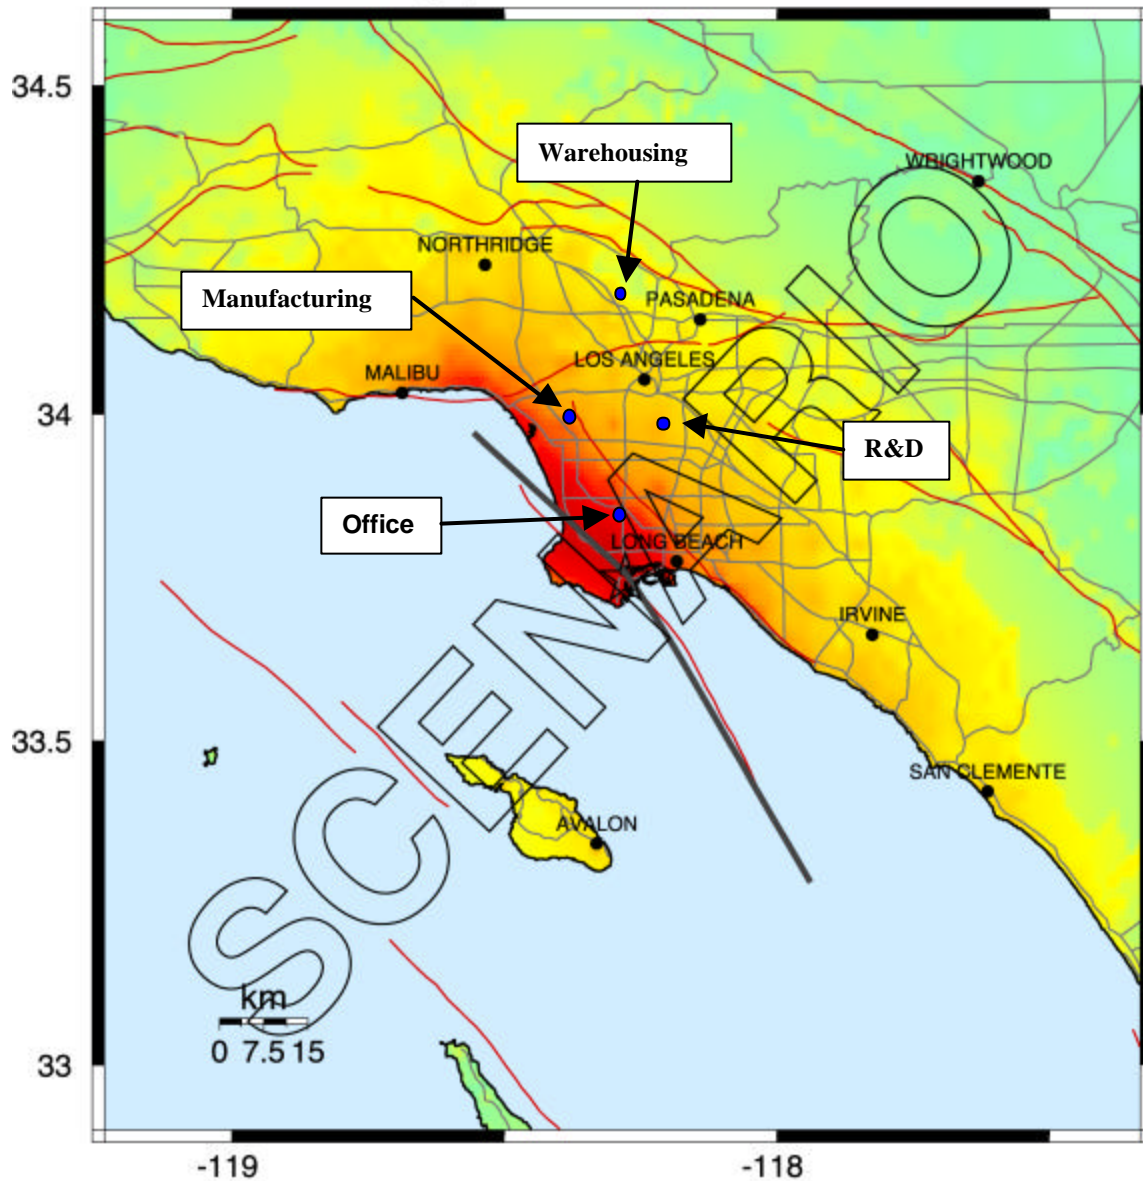 34.5
Warehousing
WRIGHTWOOD
NORTHRIDGE
Manufacturing
PASADENA
LOS ANGELES
MALIBU
34
R&D
Office
LONG BEACH
IRVINE
33.5
SAN CLEMENTE
AVALON
SCENARIO
km
0 7.5 15
33
-119
-118